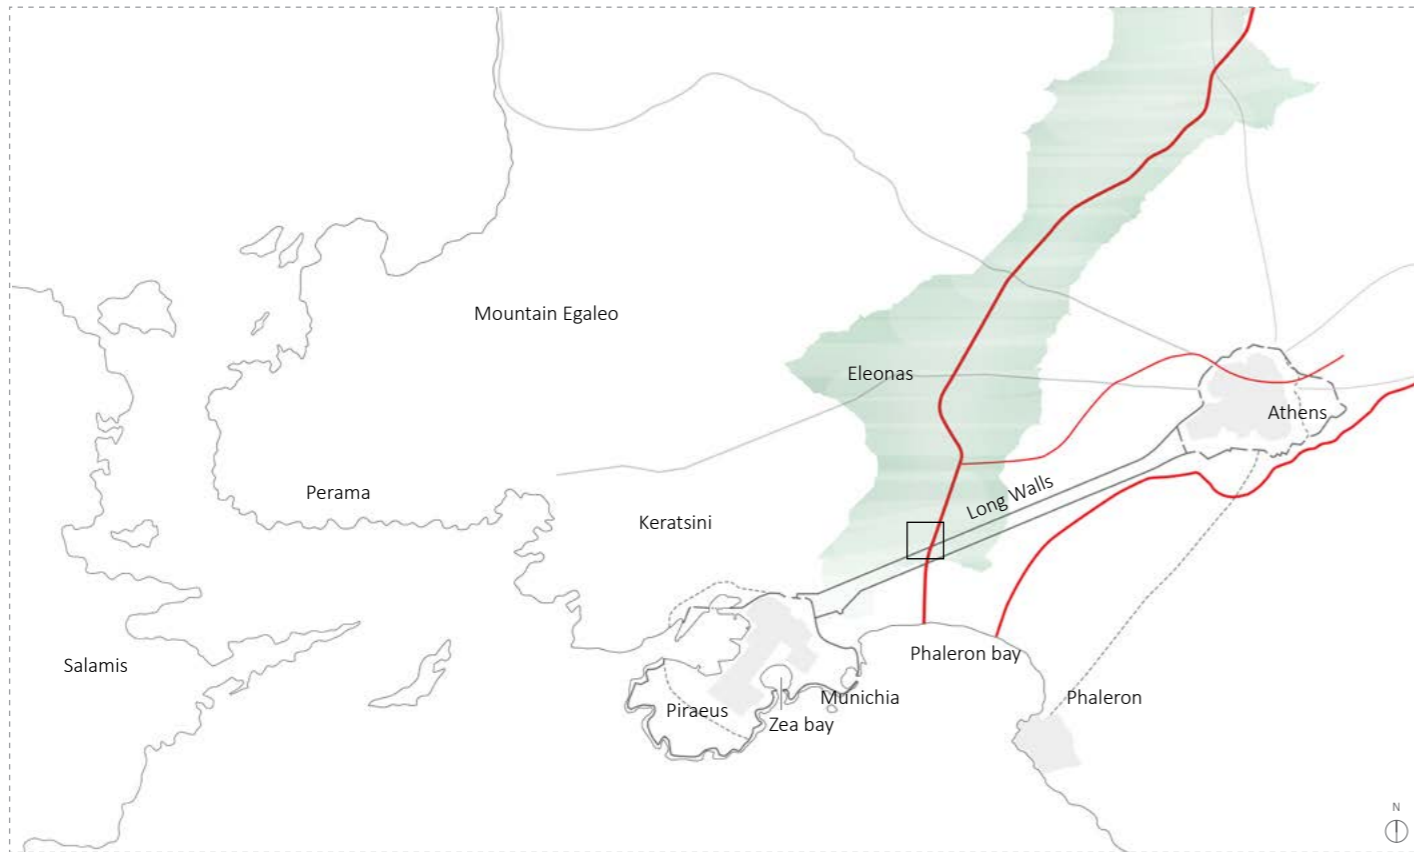 Mountain Egaleo
Eleonas
Athens
Perama
Long Walls
Keratsini
Salamis
Phaleron bay
Piraeus
Munichia
Phaleron
Zea bay
N